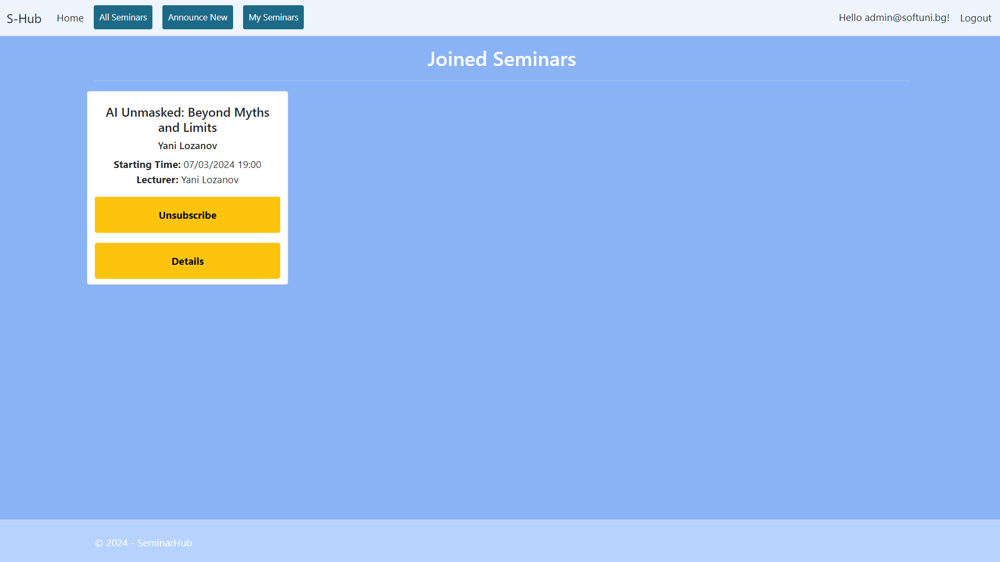 S-Hub Home All Seminars Announce New My Seminars Hello admin@softuni.bg! Logout
Joined Seminars
AI Unmasked: Beyond Myths
and Limits
Yani Lozanov
Starting Time: 07/03/2024 19:00
Lecturer: Yani Lozanov
Unsubscribe
Details
© 2024 - SeminarHub